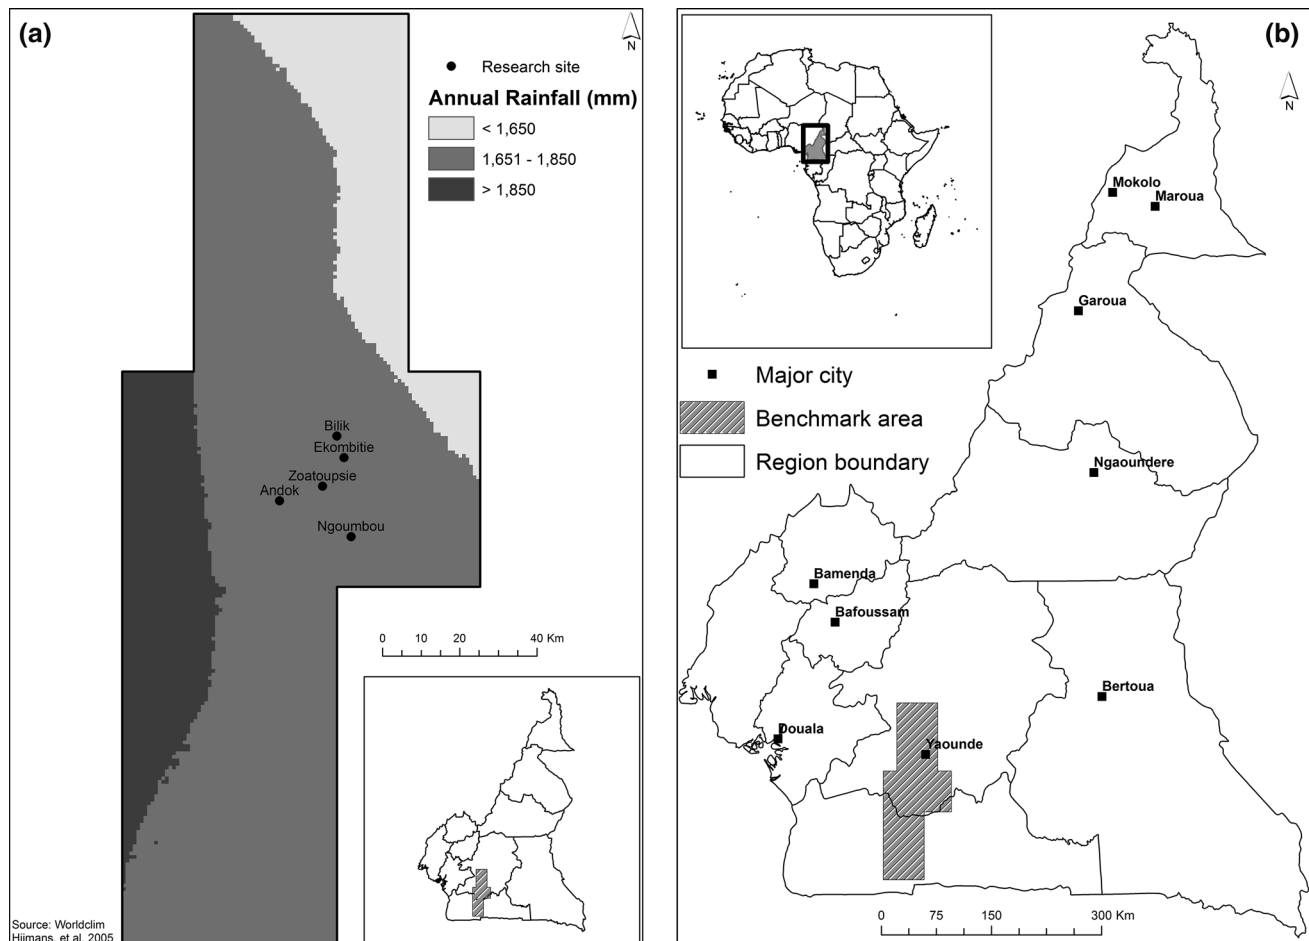 (a)
N
Research site
Annual Rainfall (mm)
< 1,650
1,651 - 1,850
> 1,850
Bilik
Ekombitie
Zoatoupsie
Andok
Ngoumbou
0 10 20 40 Km
Source: Worldclim
Hijmans, et al. 2005
(b)
N
Mokolo
Maroua
Garoua
Major city
Benchmark area
Region boundary
Ngaoundere
Bamenda
Bafoussam
Bertoua
Douala
Yaounde
0 75 150 300 Km